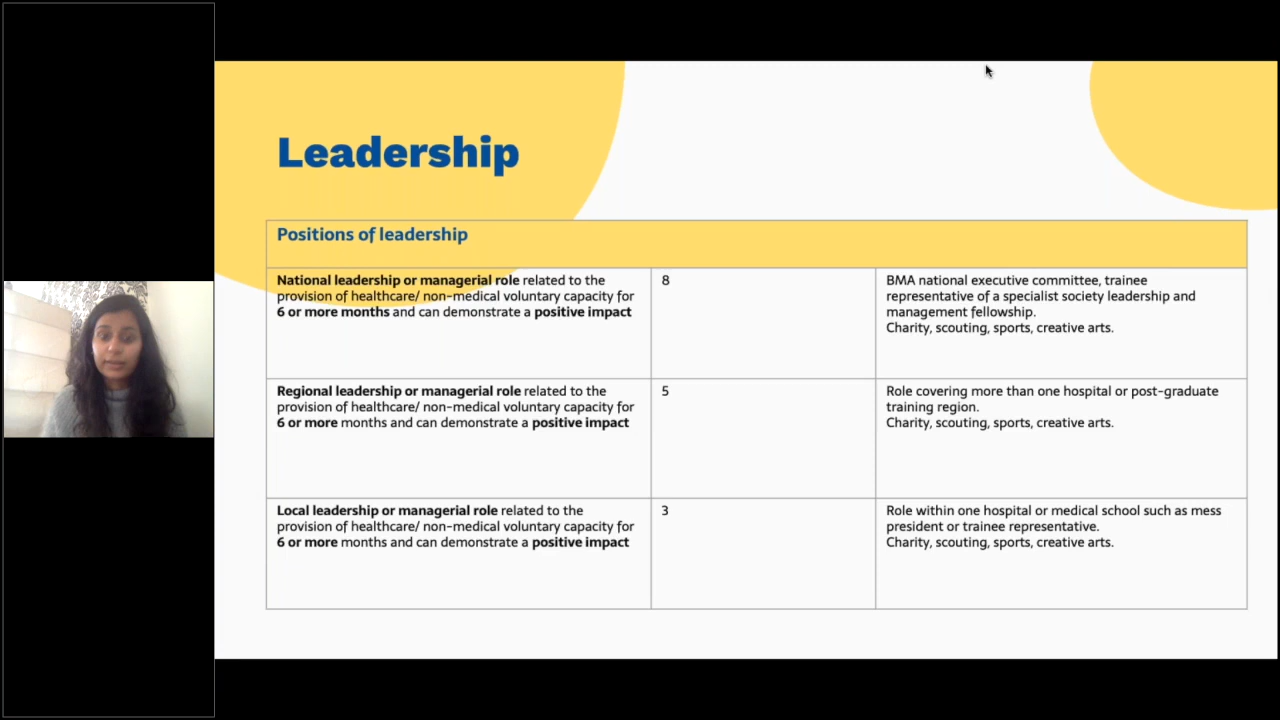 Leadership
Positions of leadership
National leadership or managerial role related to the
provision of healthcare/ non-medical voluntary capacity for
6 or more months and can demonstrate a positive impact
8
BMA national executive committee, trainee
representative of a specialist society leadership and
management fellowship.
Charity, scouting, sports, creative arts.
Regional leadership or managerial role related to the
provision of healthcare/ non-medical voluntary capacity for
6 or more months and can demonstrate a positive impact
5
Role covering more than one hospital or post-graduate
training region.
Charity, scouting, sports, creative arts.
Local leadership or managerial role related to the
provision of healthcare/ non-medical voluntary capacity for
6 or more months and can demonstrate a positive impact
3
Role within one hospital or medical school such as mess
president or trainee representative.
Charity, scouting, sports, creative arts.